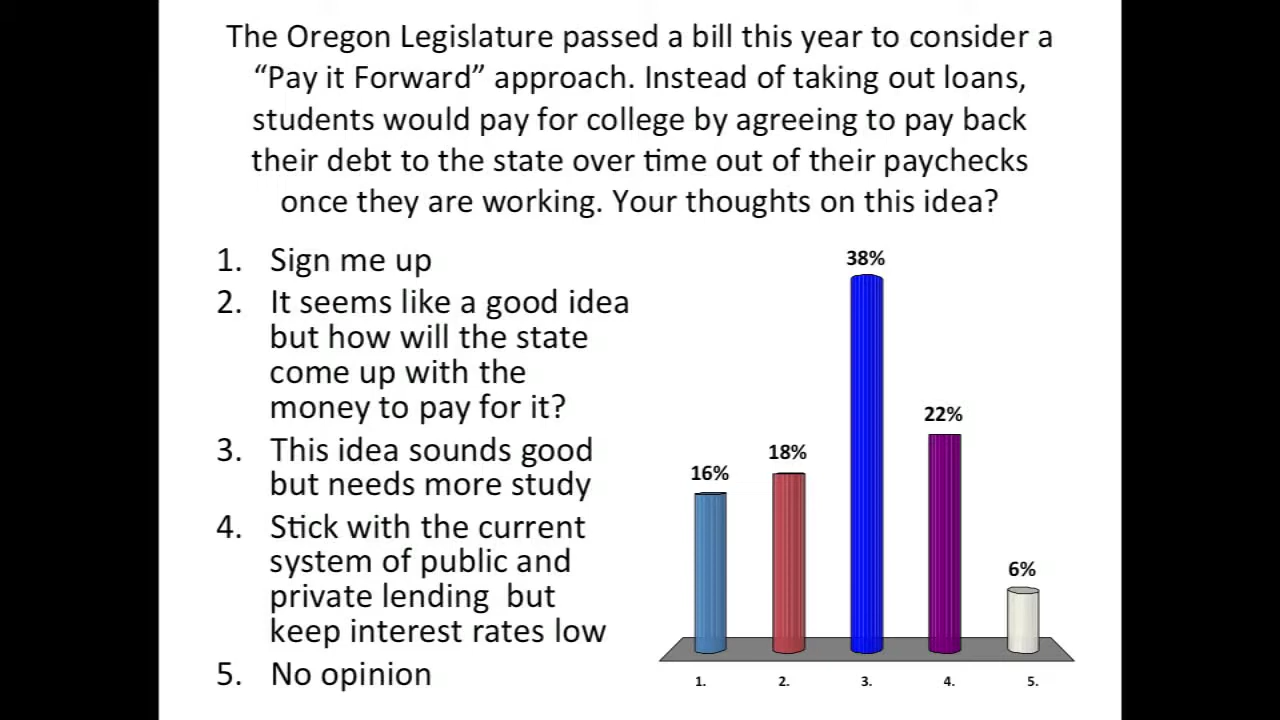 The Oregon Legislature passed a bill this year to consider a
“Pay it Forward” approach. Instead of taking out loans,
students would pay for college by agreeing to pay back
their debt to the state over time out of their paychecks
once they are working. Your thoughts on this idea?
1. Sign me up
2. It seems like a good idea
but how will the state
come up with the
money to pay for it?
3. This idea sounds good
but needs more study
4. Stick with the current
system of public and
private lending but
keep interest rates low
5. No opinion
38%
22%
18%
16%
6%
1. 2. 3. 4. 5.